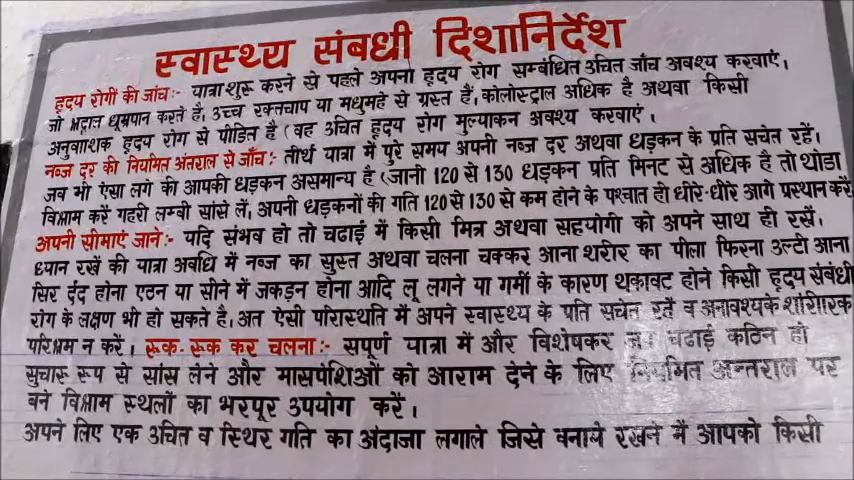 स्वास्थ्य संबधी दिशानिर्देश
हृदय रोगीं की जांच:- यात्रा शुरू करने से पहले अपनी हृदय रोग सम्बंधित उचित जाँच अवश्य करवाएं।
जो श्रद्धालु धूम्रपान करते है, उच्च रक्तचाप या मधुमहे से ग्रस्त हैं, कोलोस्ट्राल अधिक है अथवा किसी
अनुवांशिक हृदय रोग से पीडित है (वह उचित हृदय रोग मुल्याकन अवश्य करवाएं।
नब्ज दुर की नियमित अंतराल से जाँच: तीर्थ यात्रा में पुरे समय अपनी नब्ज दर अथवा धड़कन के प्रति सचेत रहें।
जब भी ऐसा लगे की आपकी धड़कन असमान्य है (जानी 120 से 130 धड़कन प्रति मिनट से अधिक है तो थोडा
विश्राम करें गहरी लम्बी सांसे लें, अपनी धड़कनों की गति 120 से 130 से कम होने के पश्चात ही धीरे-धीरे आगे प्रस्थान करें
अपनी सीमाएं जाने:- यदि संभव हो तो चढाई में किसी मित्र अथवा सहयोगी को अपने साथ ही रखें।
ध्यान रखें की यात्रा अवधि में नब्ज का सुस्त अथवा चलना चक्कर आना शरीर का पीला फिरना उल्टी आना
सिर दंद होना एठन या सीने में जकड़न होना आदि लू लगने या गर्मी के कारण थकावट होने किसी हृदय संबंधी
रोग के लक्षण भी हो सकते है, अत ऐसी परिस्थति में अपने स्वास्थय के प्रति सचेत रहें व अनावश्यके शारीरिक
परिश्रम न करें। रूक-रूक कर चलना:- सपूर्ण यात्रा में और विशेषकर जब चढाई कठिन हो
सुचारू रूप से सांस लेने और मासपेशिओं को आराम देने के लिए नियमित अन्तराल पर
बने विश्राम स्थलों का भरपूर उपयोग करें।
अपने लिए एक उचित व स्थिर गति का अंदाजा लगाले जिसे बनाये रखने में आपको किसी